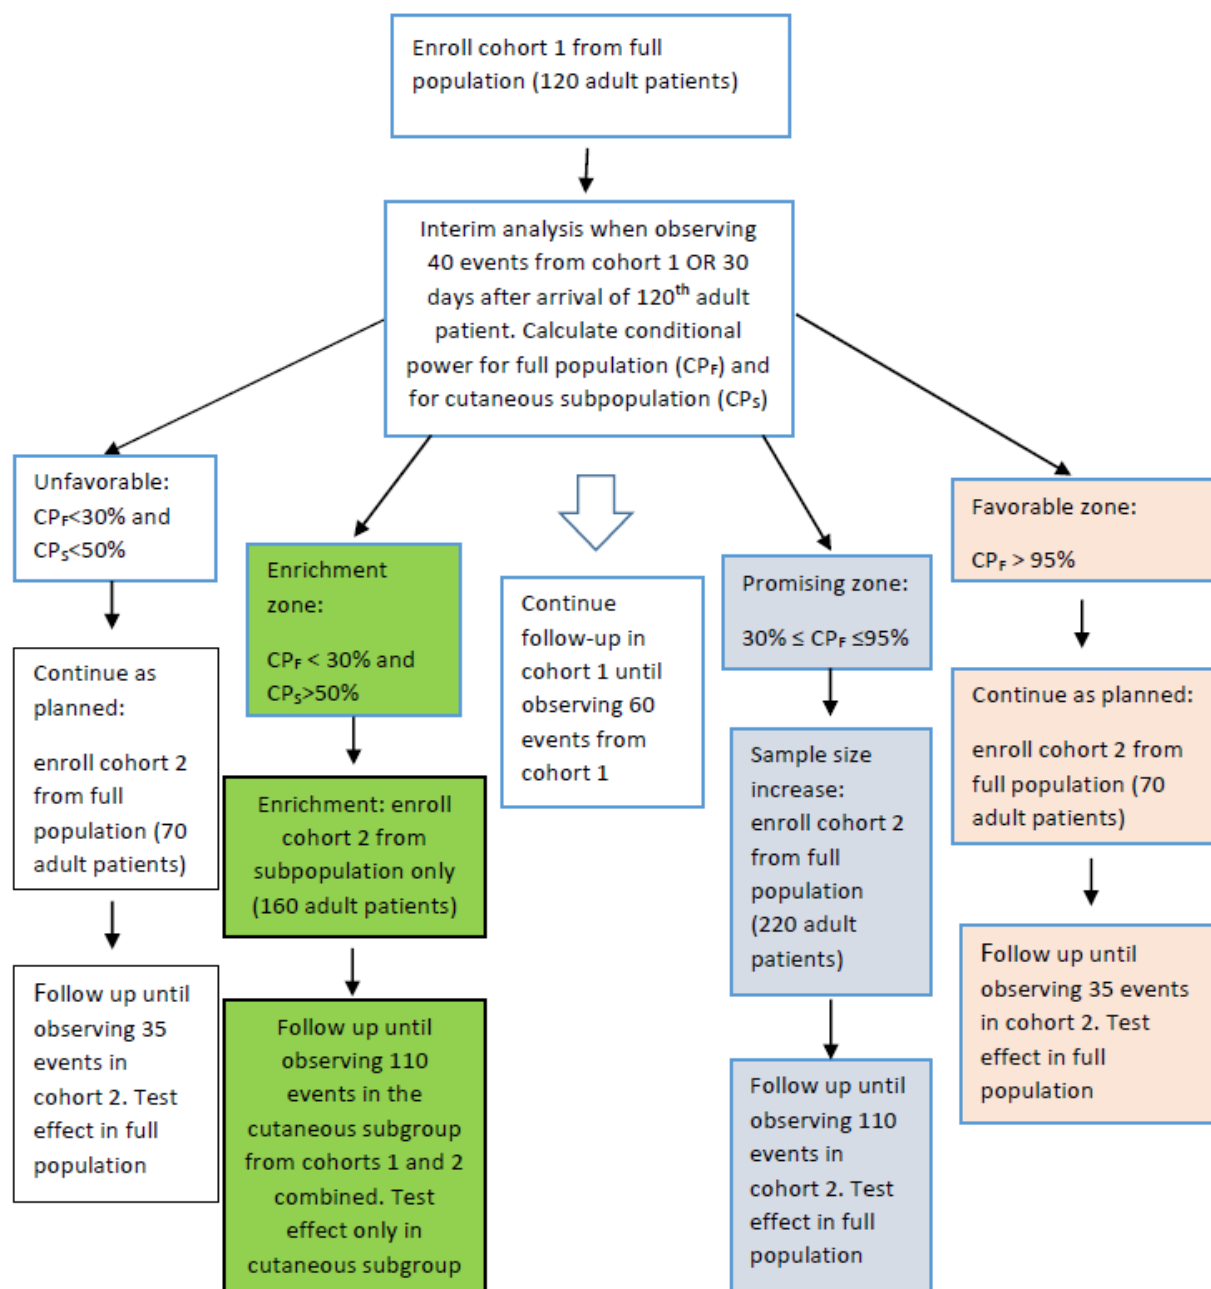 Enroll cohort 1 from full
population (120 adult patients)
Interim analysis when observing
40 events from cohort 1 OR 30
days after arrival of 120th adult
patient. Calculate conditional
power for full population (CPF) and
for cutaneous subpopulation (CPS)
Unfavorable:
CPF<30% and
CPS<50%
Continue as
planned:
enroll cohort 2
from full
population (70
adult patients)
Follow up until
observing 35
events in
cohort 2. Test
effect in full
population
Enrichment
zone:
CPF < 30% and
CPS>50%
Enrichment: enroll
cohort 2 from
subpopulation only
(160 adult patients)
Follow up until
observing 110
events in the
cutaneous subgroup
from cohorts 1 and 2
combined. Test
effect only in
cutaneous subgroup
Continue
follow-up in
cohort 1 until
observing 60
events from
cohort 1
Promising zone:
30% ≤ CPF ≤95%
Sample size
increase:
enroll cohort 2
from full
population
(220 adult
patients)
Follow up until
observing 110
events in
cohort 2. Test
effect in full
population
Favorable zone:
CPF > 95%
Continue as planned:
enroll cohort 2 from
full population (70
adult patients)
Follow up until
observing 35 events
in cohort 2. Test
effect in full
population